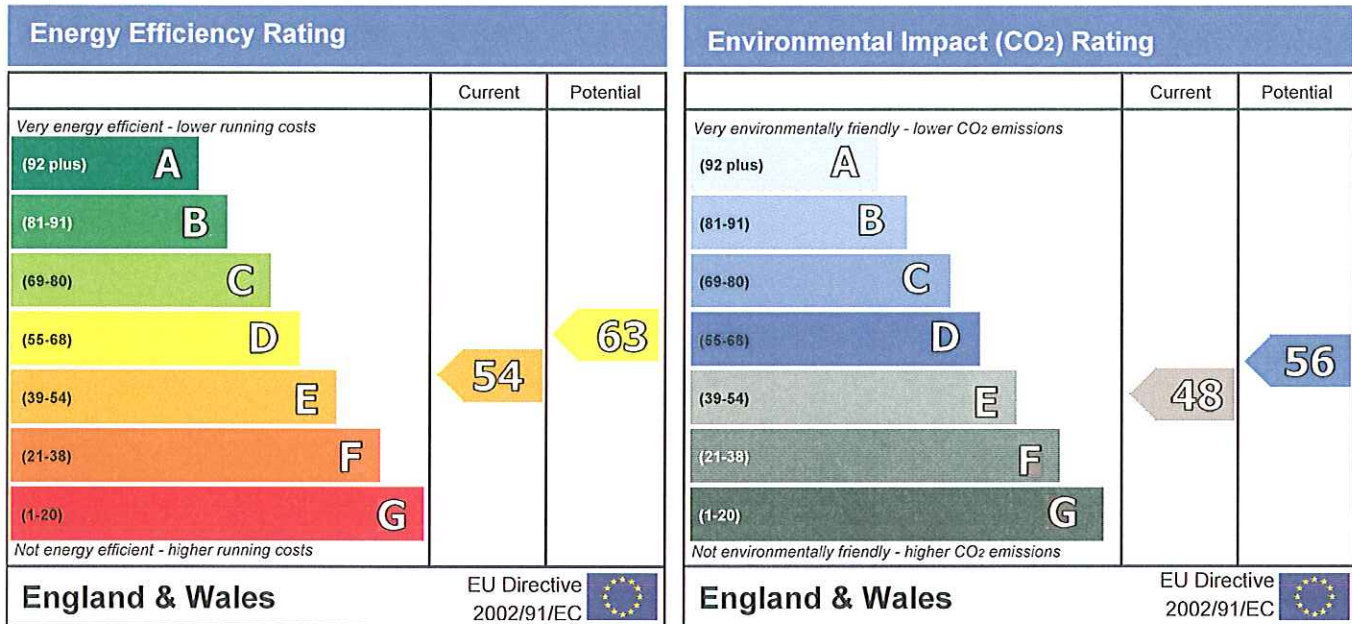 Energy Efficiency Rating
Current Potential
Very energy efficient - lower running costs
(92 plus) A
(81-91) B
(69-80) C
(55-68) D
(39-54) E
(21-38) F
(1-20) G
54
63
Not energy efficient - higher running costs
England & Wales
EU Directive
2002/91/EC
Environmental Impact (CO₂) Rating
Current Potential
Very environmentally friendly - lower CO₂ emissions
(92 plus) A
(81-91) B
(69-80) C
(55-68) D
(39-54) E
(21-38) F
(1-20) G
48
56
Not environmentally friendly - higher CO₂ emissions
England & Wales
EU Directive
2002/91/EC